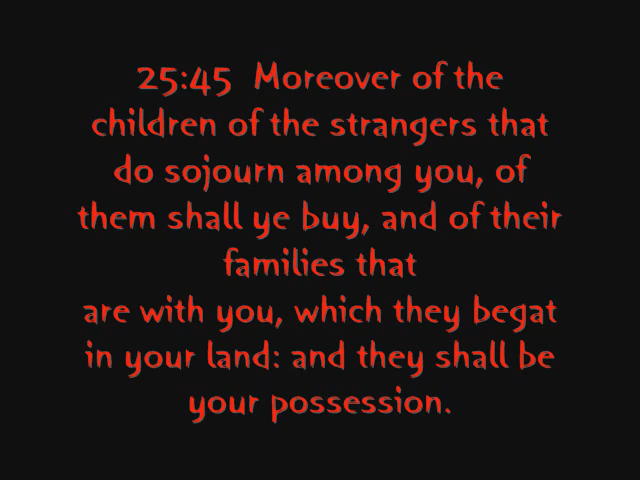 25:45 Moreover of the
children of the strangers that
do sojourn among you, of
them shall ye buy, and of their
families that
are with you, which they begat
in your land: and they shall be
your possession.